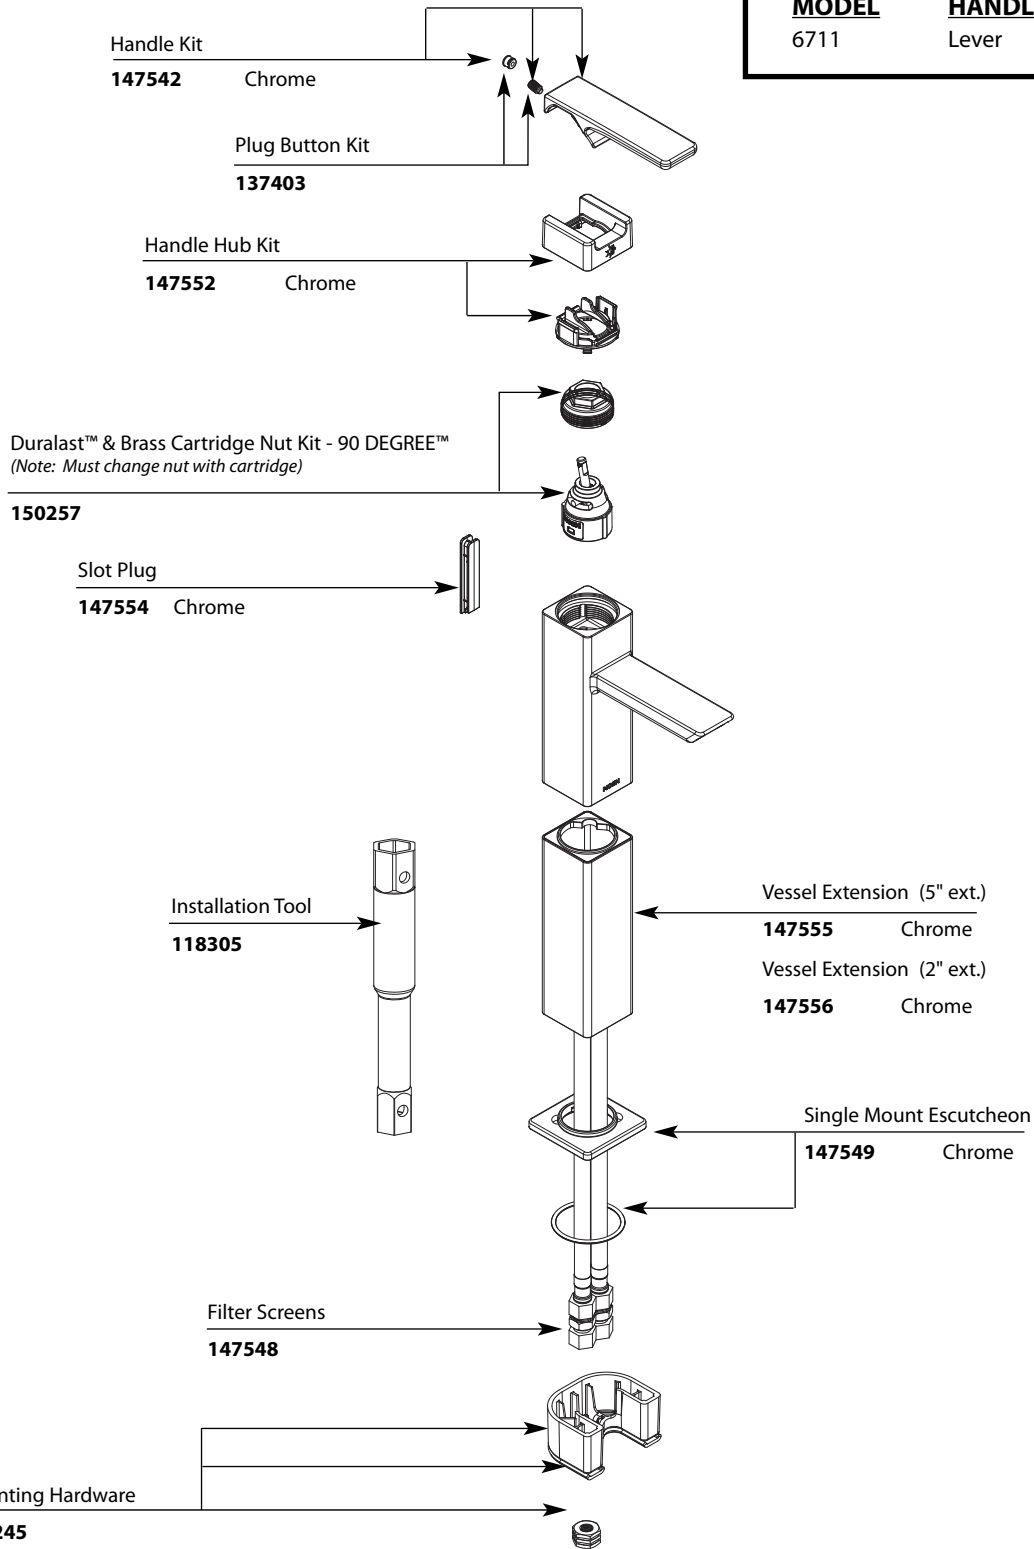 MODEL HANDL
6711 Lever
Handle Kit
147542 Chrome
Plug Button Kit
137403
Handle Hub Kit
147552 Chrome
Duralast™ & Brass Cartridge Nut Kit - 90 DEGREE™
(Note: Must change nut with cartridge)
150257
Slot Plug
147554 Chrome
MOEN
Installation Tool
118305
Vessel Extension (5" ext.)
147555 Chrome
Vessel Extension (2" ext.)
147556 Chrome
Single Mount Escutcheon
147549 Chrome
Filter Screens
147548
nting Hardware
245